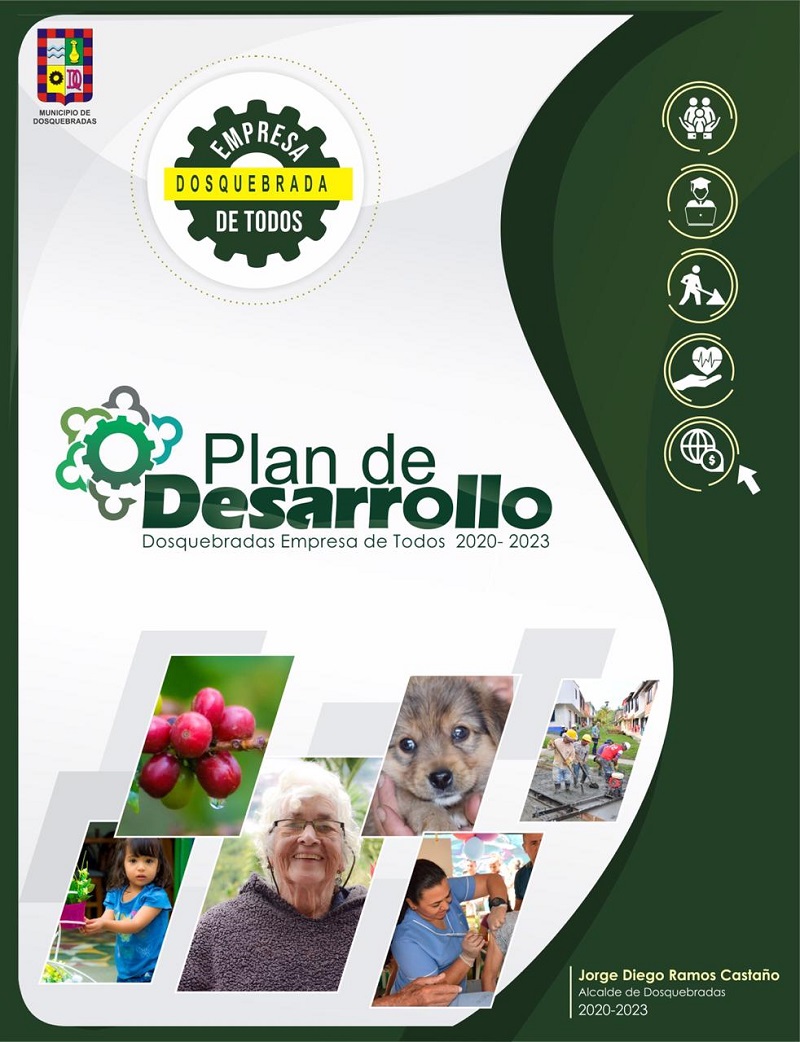 MUNICIPIO DE
DOSQUEBRADAS
EMPRESA
DOSQUEBRADA
DE TODOS
Plan de
Desarrollo
Dosquebradas Empresa de Todos 2020- 2023
$
Jorge Diego Ramos Castaño
Alcalde de Dosquebradas
2020-2023